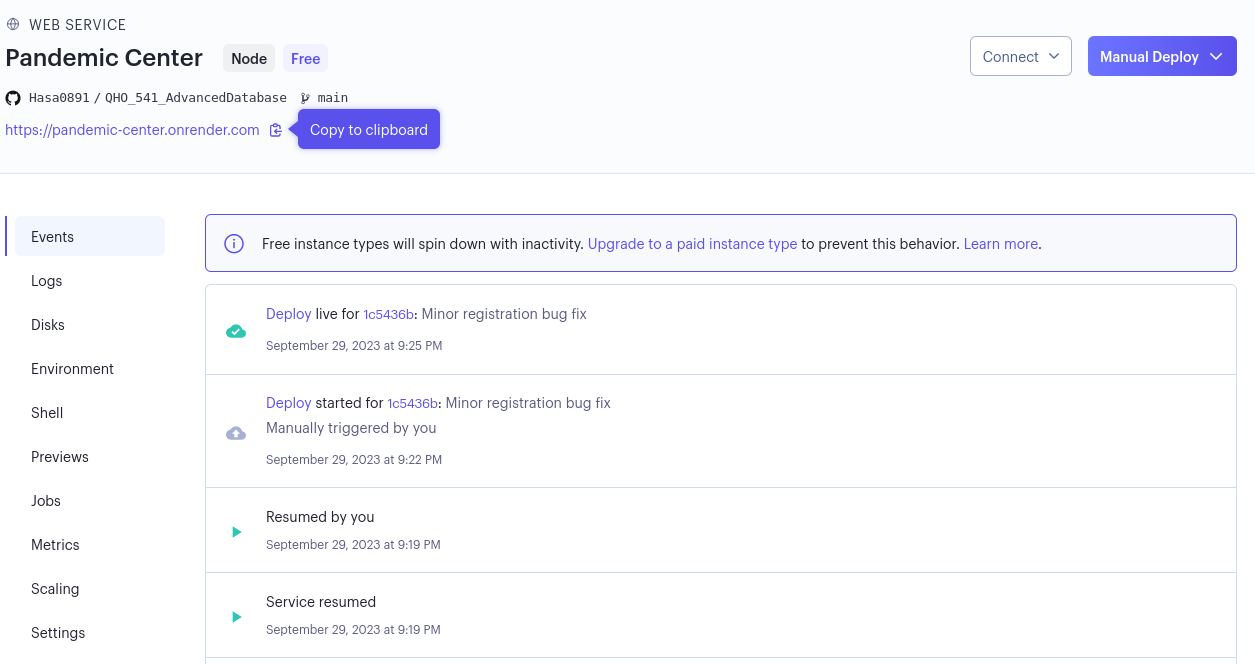 WEB SERVICE
Pandemic Center Node Free
Connect Manual Deploy
Hasa0891 / QHO_541_AdvancedDatabase main
https://pandemic-center.onrender.com Copy to clipboard
Events
Logs
Disks
Environment
Shell
Previews
Jobs
Metrics
Scaling
Settings
Free instance types will spin down with inactivity. Upgrade to a paid instance type to prevent this behavior. Learn more.
Deploy live for 1c5436b: Minor registration bug fix
September 29, 2023 at 9:25 PM
Deploy started for 1c5436b: Minor registration bug fix
Manually triggered by you
September 29, 2023 at 9:22 PM
Resumed by you
September 29, 2023 at 9:19 PM
Service resumed
September 29, 2023 at 9:19 PM